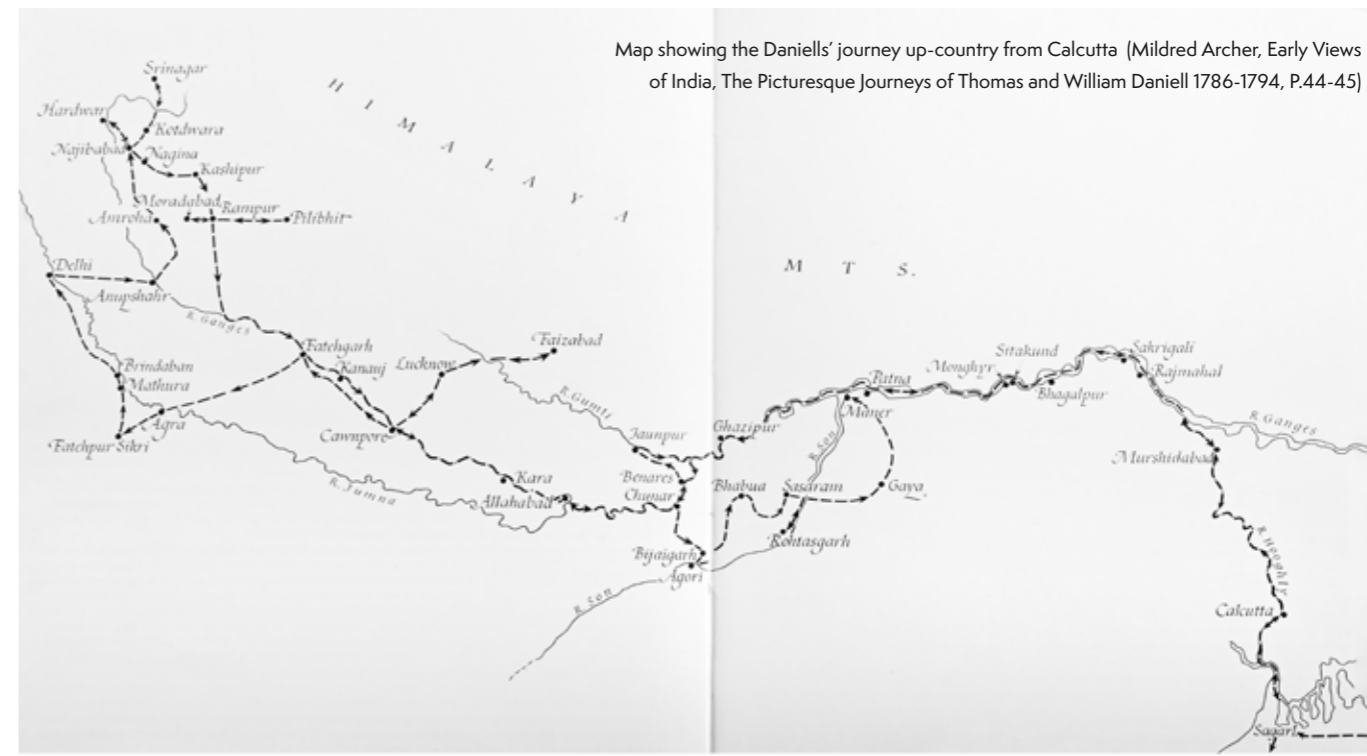 Map showing the Daniells' journey up-country from Calcutta (Mildred Archer, Early Views
of India, The Picturesque Journeys of Thomas and William Daniell 1786-1794, P.44-45)
Srinagar
HIMALAYA
Hardwar
Kotdwara
Najibabad
Nagina
Kashipur
Moradabad
Rampur
Amroha
Pilibhit
MTS.
Delhi
Anupshahr
R. Ganges
Fatehgarh
Kanauj
Lucknow
Faizabad
Brindaban
Mathura
Agra
Fatehpur Sikri
Cawnpore
R. Gumti
R. Jumna
Kara
Allahabad
Jaunpur
Benares
Chunar
Ghazipur
Bijaigarh
Agori
R. Son
Bhabua
Sasaram
Rohtasgarh
Gaya
R. Son
Maner
Patna
Monghyr
Sitakund
Bhagalpur
Sakrigali
Rajmahal
R. Ganges
Murshidabad
R. Hooghly
Calcutta
Sagar I.